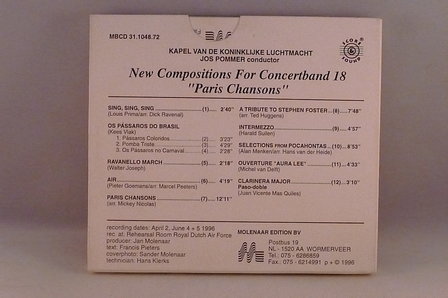 MBCD 31.1048.72
SCORE SOUND
KAPEL VAN DE KONINKLIJKE LUCHTMACHT
JOS POMMER conductor
New Compositions For Concertband 18
"Paris Chansons"
SING, SING, SING (1) 2'40"
(Louis Prima/arr. Dick Ravenal)
OS PÁSSAROS DO BRASIL
(Kees Vlak)
1. Pássaros Coloridos (2) 3'23"
2. Pomba Triste (3) 4'29"
3. Os Pássaros no Carnaval (4) 2'28"
RAVANELLO MARCH (5) 2'18"
(Walter Joseph)
AIR (6) 4'19"
(Pieter Goemans/arr. Marcel Peeters)
PARIS CHANSONS (7) 12'11"
(arr. Mickey Nicolas)
A TRIBUTE TO STEPHEN FOSTER (8) 7'48"
(arr. Ted Huggens)
INTERMEZZO (9) 4'57"
(Harald Suilen)
SELECTIONS FROM POCAHONTAS (10) 8'53"
(Alan Menken/arr. Hans van der Heide)
OUVERTURE "AURA LEE" (11) 4'33"
(Michel van Delft)
CLARINERA MAJOR (12) 3'10"
Paso-doble
(Juan Vicente Mas Quiles)
recording dates: April 2, June 4 + 5 1996
rec. at: Rehearsal Room Royal Dutch Air Force
producer: Jan Molenaar
text: Francis Pieters
coverphoto: Sander Molenaar
technician: Hans Klerks
MOLENAAR EDITION BV
Postbus 19
NL - 1520 AA WORMERVEER
Tel.: 075 - 6286859
Fax.: 075 - 6214991 p + © 1996